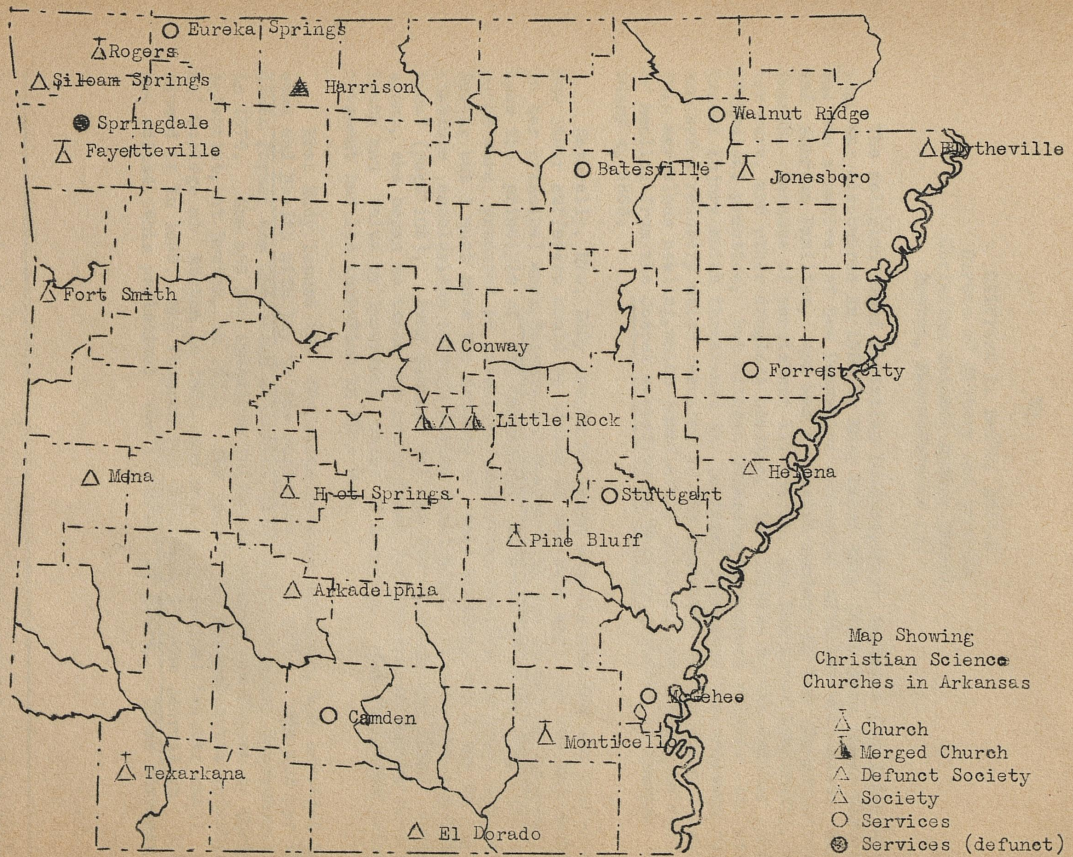 Eureka Springs
Rogers
Siloam Springs
Harrison
Springdale
Walnut Ridge
Fayetteville
Blytheville
Batesville
Jonesboro
Fort Smith
Conway
Forrest City
Little Rock
Mena
Helena
Hot Springs
Stuttgart
Pine Bluff
Arkadelphia
Map Showing
Christian Science
Churches in Arkansas
McGehee
Camden
Church
Monticello
Merged Church
Texarkana
Defunct Society
Society
Services
El Dorado
Services (defunct)